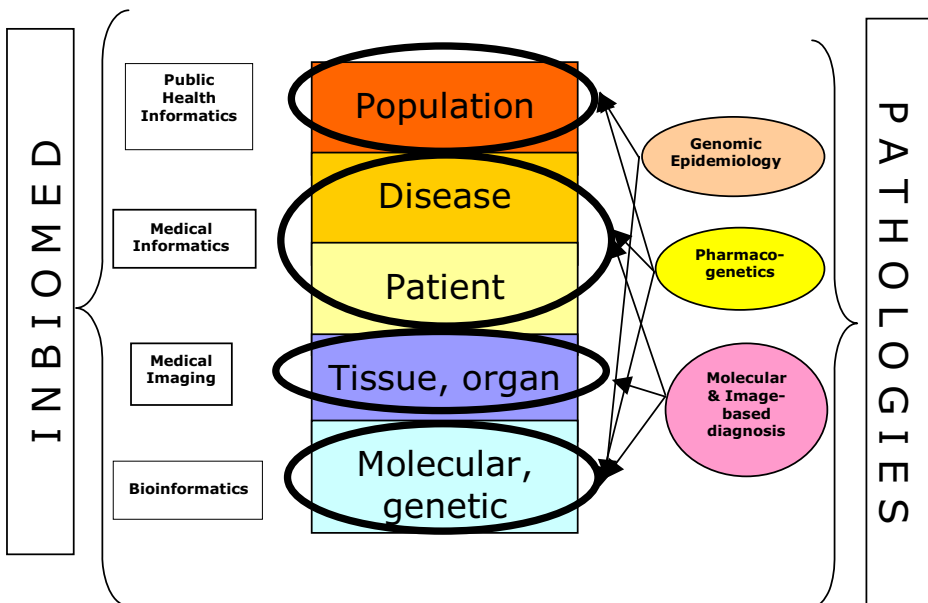 INBIOMED
Public
Health
Informatics
Medical
Informatics
Medical
Imaging
Bioinformatics
Population
Disease
Patient
Tissue, organ
Molecular,
genetic
Genomic
Epidemiology
Pharmaco-
genetics
Molecular
& Image-
based
diagnosis
PATHOLOGIES